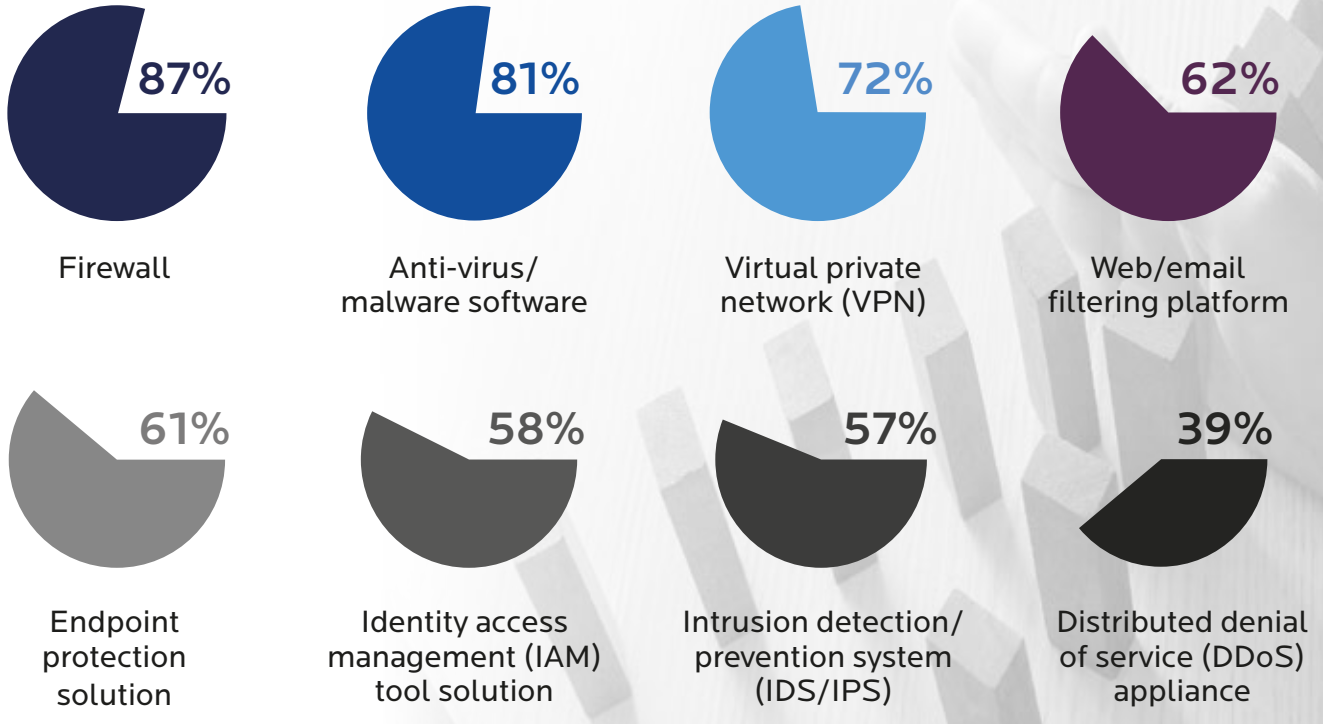 87%
81%
72%
62%
Firewall
Anti-virus/
malware software
Virtual private
network (VPN)
Web/email
filtering platform
61%
58%
57%
39%
Endpoint
protection
solution
Identity access
management (IAM)
tool solution
Intrusion detection/
prevention system
(IDS/IPS)
Distributed denial
of service (DDoS)
appliance